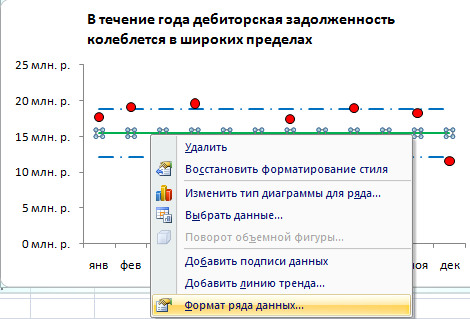 В течение года дебиторская задолженность
колеблется в широких пределах
25 млн. р.
20 млн. р.
15 млн. р.
10 млн. р.
5 млн. р.
0 млн. р.
янв фев
ноя дек
Удалить
Восстановить форматирование стиля
Изменить тип диаграммы для ряда...
Выбрать данные...
Поворот объемной фигуры...
Добавить подписи данных
Добавить линию тренда...
Формат ряда данных...